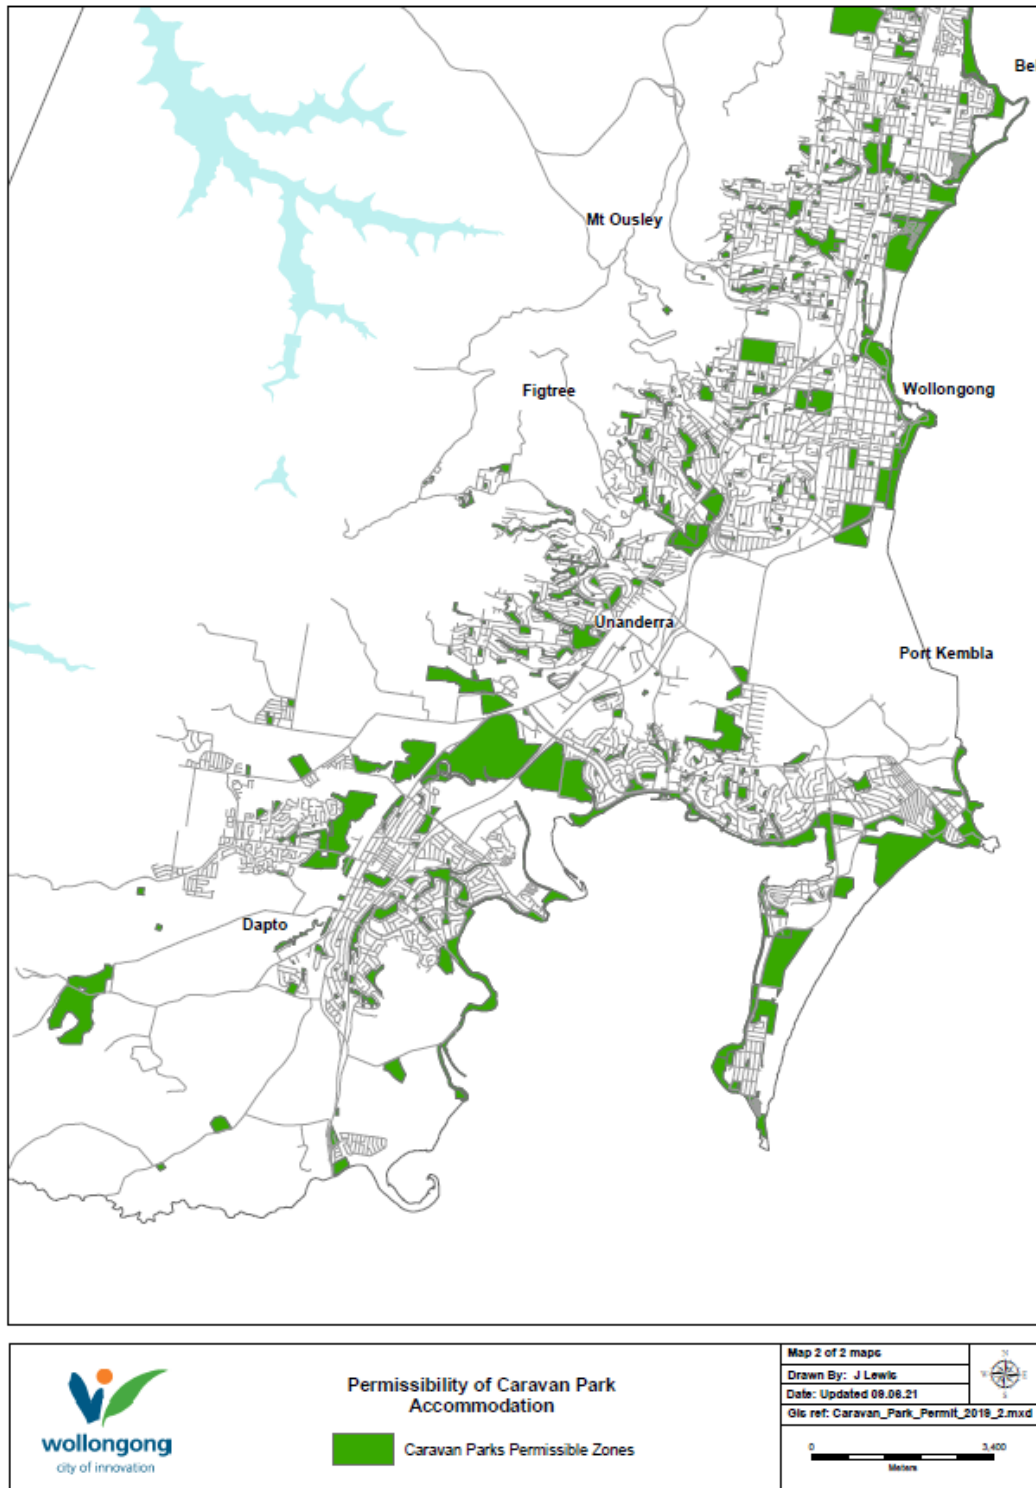 Bel
Mt Ousley
Figtree
Wollongong
Unanderra
Port Kembla
Dapto
wollongong
city of innovation
Permissibility of Caravan Park
Accommodation
Caravan Parks Permissible Zones
Map 2 of 2 maps
Drawn By: J Lewis
Date: Updated 09.06.21
Gis ref: Caravan_Park_Permit_2019_2.mxd
N
W E
S
0 3,400
Meters